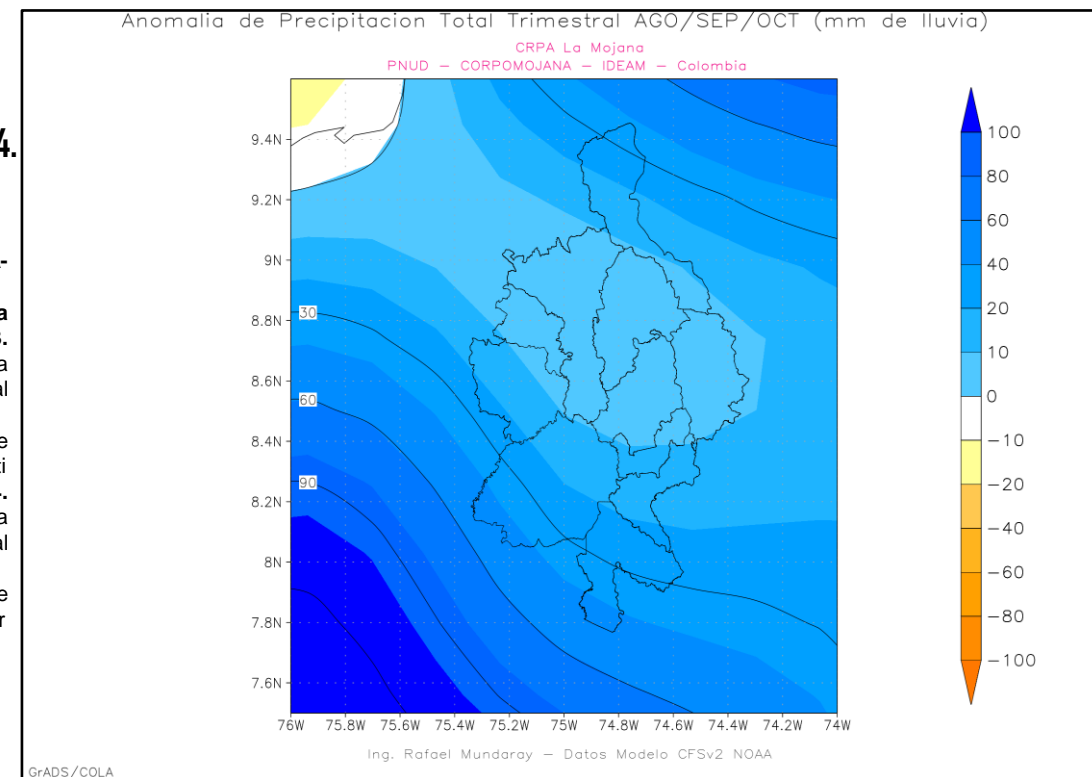 Anomalia de Precipitacion Total Trimestral AGO/SEP/OCT (mm de lluvia)
CRPA La Mojana
PNUD – CORPOMOJANA – IDEAM – Colombia
9.4N
9.2N
9N
8.8N
8.6N
8.4N
8.2N
8N
7.8N
7.6N
30
60
90
76W 75.8W 75.6W 75.4W 75.2W 75W 74.8W 74.6W 74.4W 74.2W 74W
100
80
60
40
20
10
0
−10
−20
−40
−60
−80
−100
Ing. Rafael Mundaray – Datos Modelo CFSv2 NOAA
GrADS/COLA
4.
a
a
al
e
ti
a
al
e
r